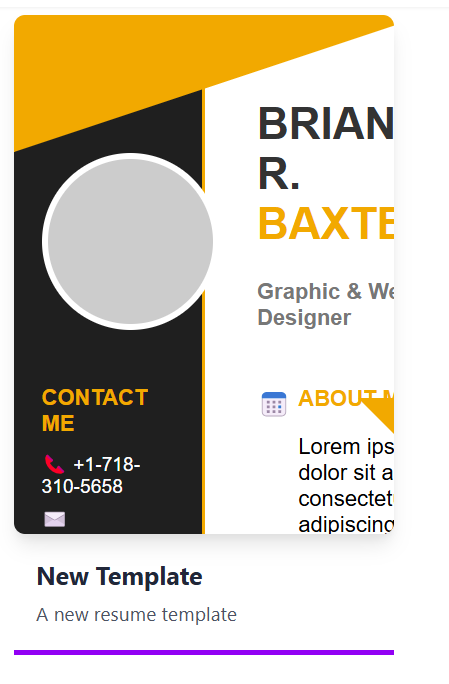 BRIAN
R.
BAXTE
Graphic & We
Designer
CONTACT
ME
ABOUT M
+1-718-
310-5658
Lorem ips
dolor sit a
consectet
adipiscing
New Template
A new resume template